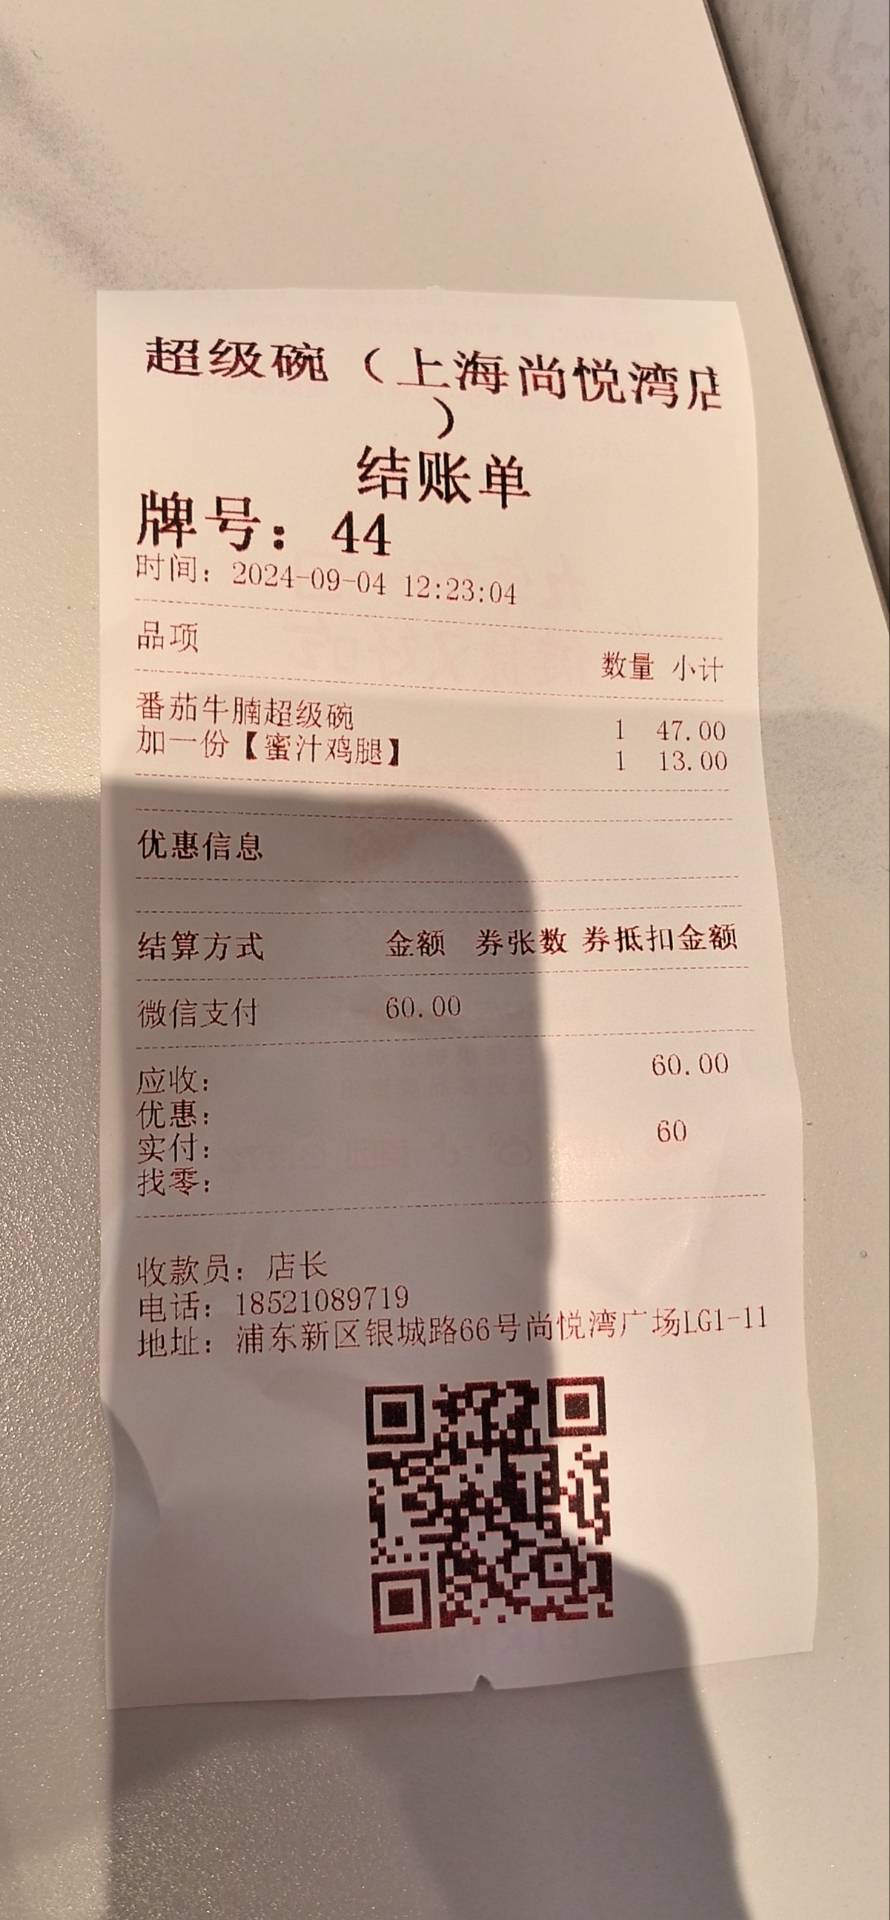 超级碗（上海尚悦湾店
）
结账单
牌号：44
时间：2024-09-04 12:23:04
品项 数量 小计
番茄牛腩超级碗 1 47.00
加一份【蜜汁鸡腿】 1 13.00
优惠信息
结算方式 金额 券张数 券抵扣金额
微信支付 60.00
应收： 60.00
优惠：
实付： 60
找零：
收款员：店长
电话：18521089719
地址：浦东新区银城路66号尚悦湾广场LG1-11